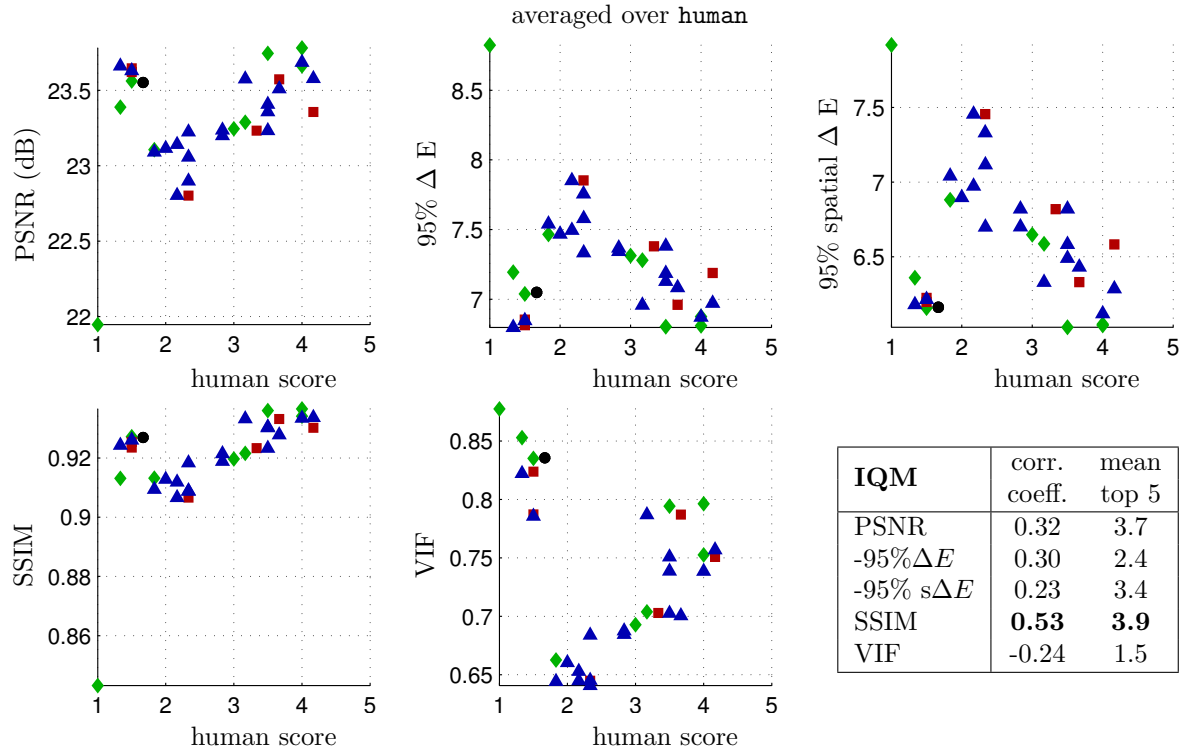 averaged over human
PSNR (dB)
23.5
23
22.5
22
1 2 3 4 5
human score
95% Δ E
8.5
8
7.5
7
1 2 3 4 5
human score
95% spatial Δ E
7.5
7
6.5
1 2 3 4 5
human score
SSIM
0.92
0.9
0.88
0.86
1 2 3 4 5
human score
VIF
0.85
0.8
0.75
0.7
0.65
1 2 3 4 5
human score
IQM corr. coeff. mean top 5
PSNR 0.32 3.7
-95%ΔE 0.30 2.4
-95% sΔE 0.23 3.4
SSIM 0.53 3.9
VIF -0.24 1.5